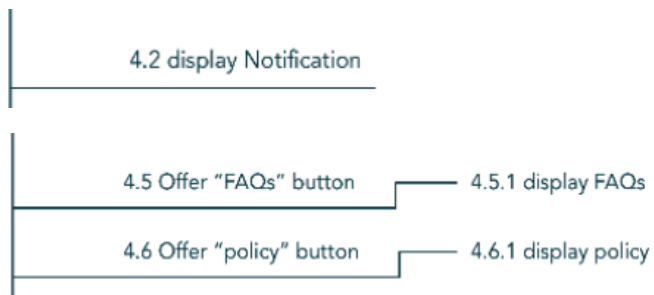 4.2 display Notification
4.5 Offer "FAQs" button 4.5.1 display FAQs
4.6 Offer "policy" button 4.6.1 display policy